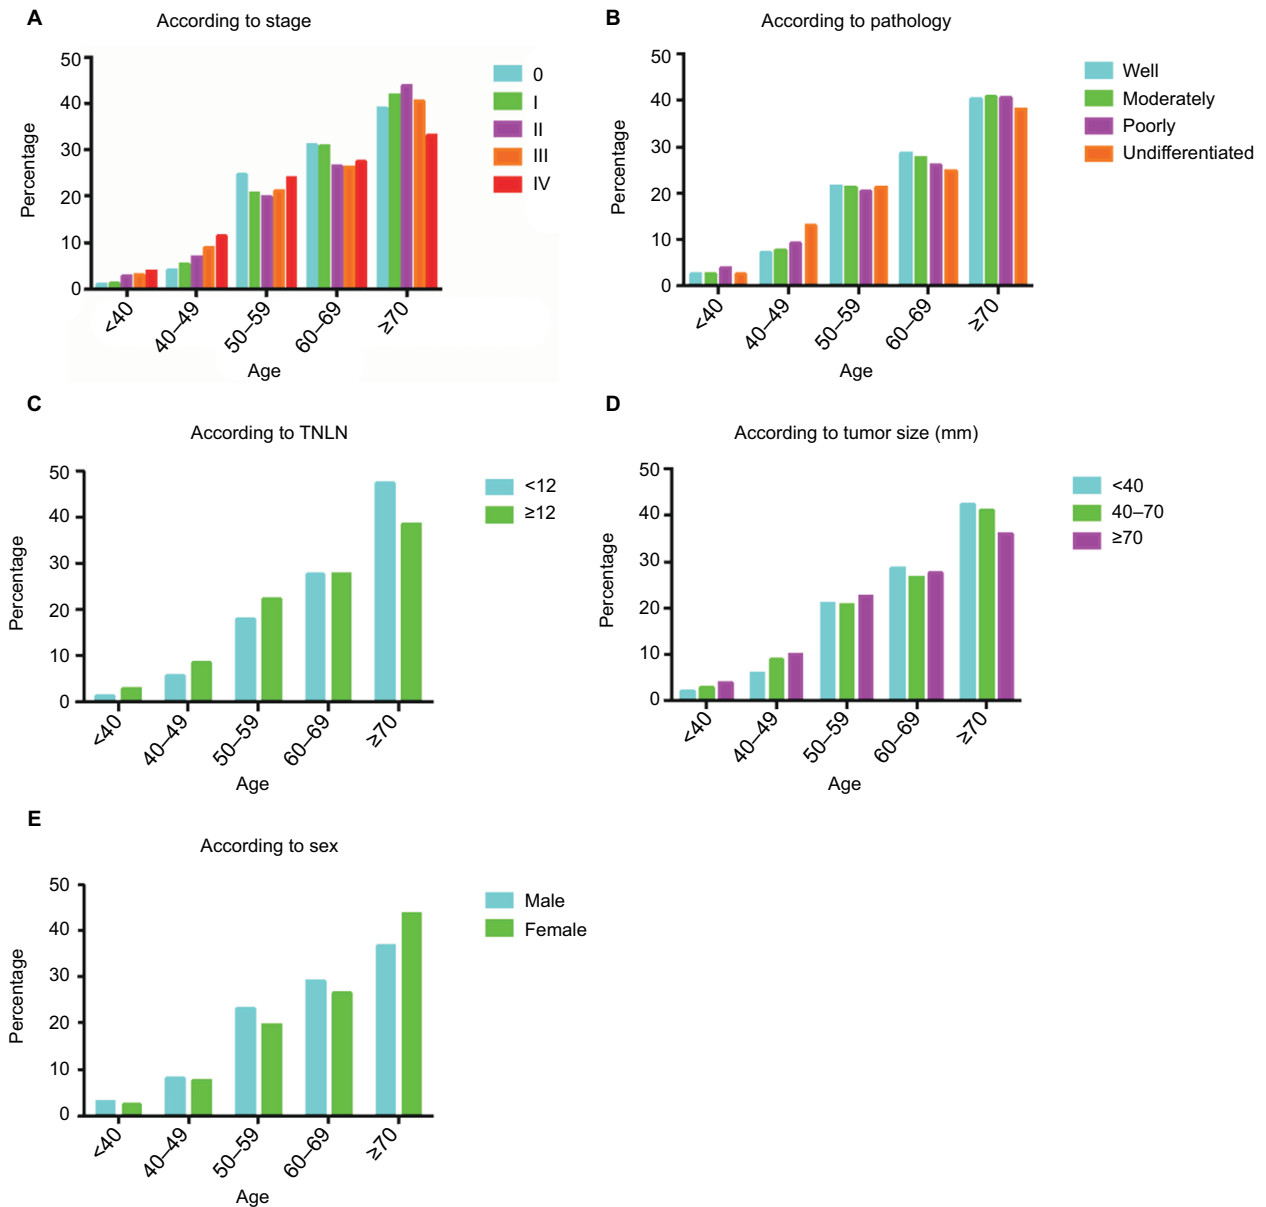 A
According to stage
50
40
30
20
10
0
Percentage
<40
40–49
50–59
60–69
≥70
Age
0
I
II
III
IV
B
According to pathology
50
40
30
20
10
0
Percentage
<40
40–49
50–59
60–69
≥70
Age
Well
Moderately
Poorly
Undifferentiated
C
According to TNLN
50
40
30
20
10
0
Percentage
<40
40–49
50–59
60–69
≥70
Age
<12
≥12
D
According to tumor size (mm)
50
40
30
20
10
0
Percentage
<40
40–49
50–59
60–69
≥70
Age
<40
40–70
≥70
E
According to sex
50
40
30
20
10
0
Percentage
<40
40–49
50–59
60–69
≥70
Age
Male
Female